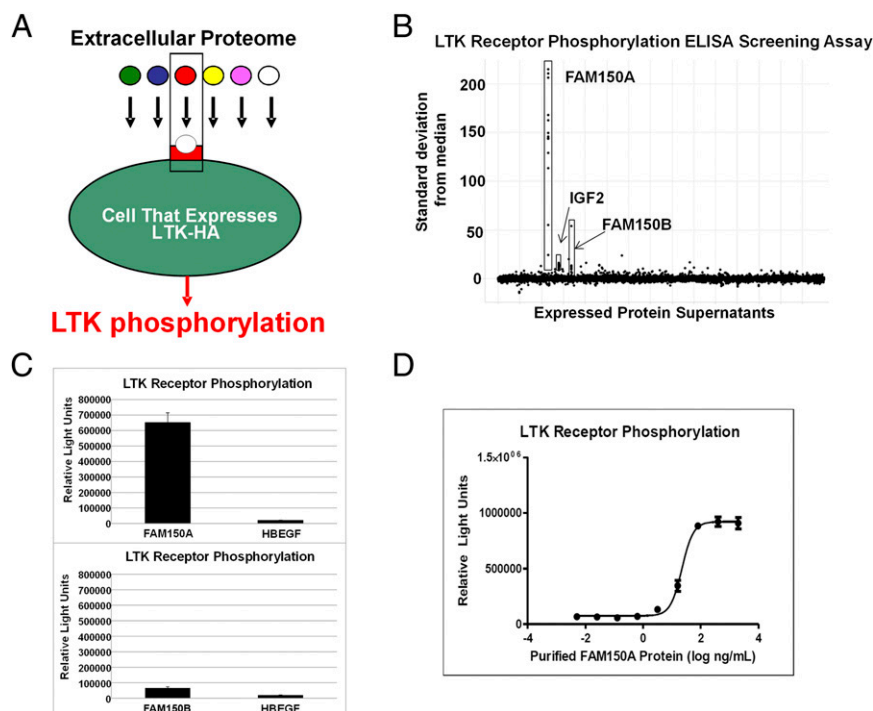 A
Extracellular Proteome
Cell That Expresses
LTK-HA
LTK phosphorylation
B
LTK Receptor Phosphorylation ELISA Screening Assay
Standard deviation
from median
200
150
100
50
0
FAM150A
IGF2
FAM150B
Expressed Protein Supernatants
C
LTK Receptor Phosphorylation
Relative Light Units
800000
700000
600000
500000
400000
300000
200000
100000
0
FAM150A HBEGF
LTK Receptor Phosphorylation
Relative Light Units
800000
700000
600000
500000
400000
300000
200000
100000
0
FAM150B HBEGF
D
LTK Receptor Phosphorylation
Relative Light Units
1.5×10⁰⁶
1000000
500000
0
-4 -2 0 2 4
Purified FAM150A Protein (log ng/mL)